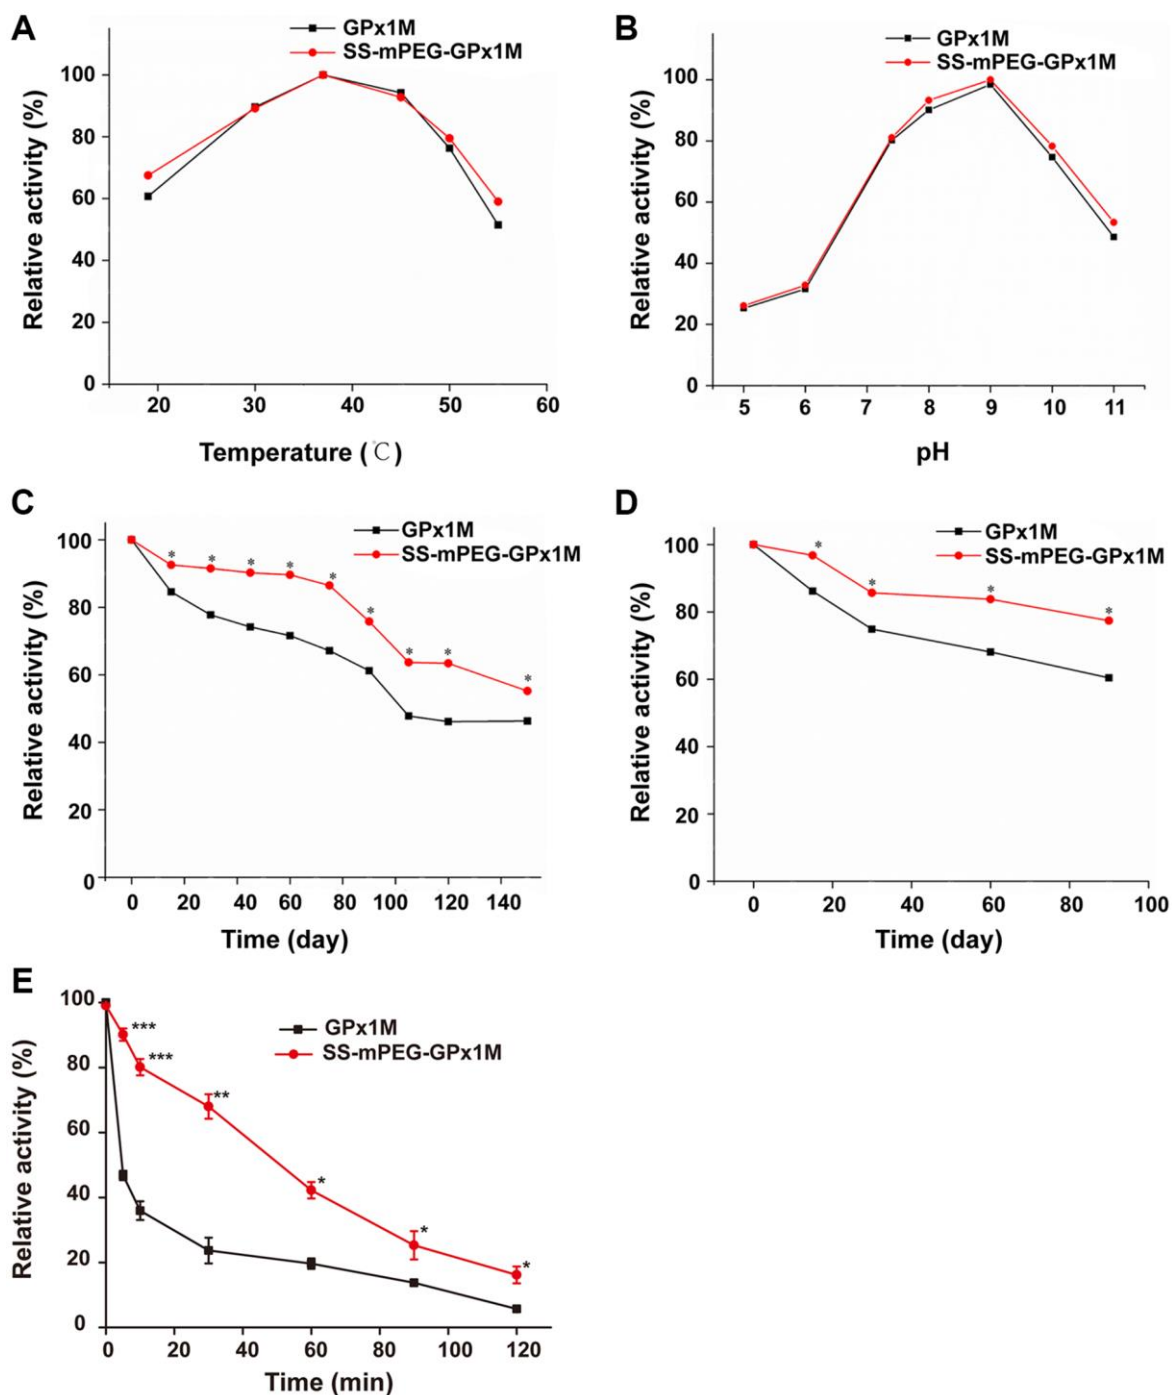 A
GPx1M
SS-mPEG-GPx1M
Relative activity (%)
100
80
60
40
20
0
20 30 40 50 60
Temperature (℃)
B
GPx1M
SS-mPEG-GPx1M
Relative activity (%)
100
80
60
40
20
0
5 6 7 8 9 10 11
pH
C
GPx1M
SS-mPEG-GPx1M
Relative activity (%)
100
80
60
40
20
0
* * * * * * * * *
0 20 40 60 80 100 120 140
Time (day)
D
GPx1M
SS-mPEG-GPx1M
Relative activity (%)
100
80
60
40
20
0
* * * *
0 20 40 60 80 100
Time (day)
E
GPx1M
SS-mPEG-GPx1M
Relative activity (%)
100
80
60
40
20
0
***
***
**
*
*
*
0 20 40 60 80 100 120
Time (min)